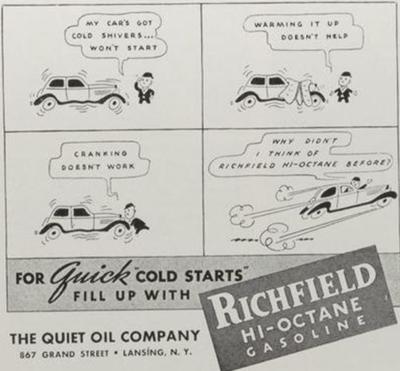 MY CAR'S GOT
COLD SHIVERS...
WON'T START
WARMING IT UP
DOESN'T HELP
CRANKING
DOESN'T WORK
WHY DIDN'T
I THINK OF
RICHFIELD HI-OCTANE BEFORE?
FOR Quick "COLD STARTS"
FILL UP WITH
RICHFIELD
HI-OCTANE
GASOLINE
THE QUIET OIL COMPANY
867 GRAND STREET • LANSING, N. Y.